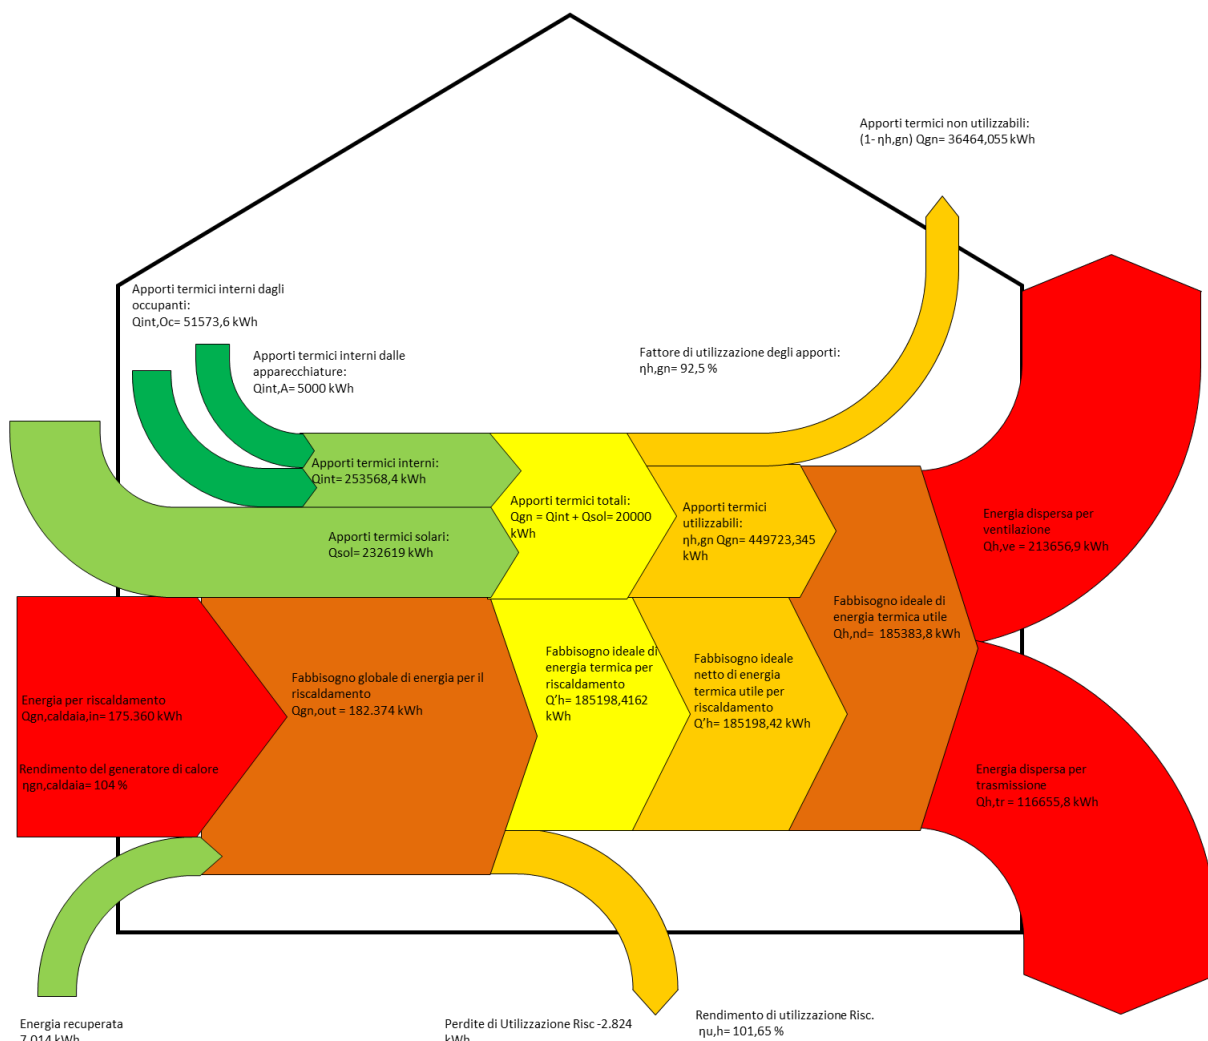 Apporti termici non utilizzabili:
(1- ηh,gn) Qgn= 36464,055 kWh
Apporti termici interni dagli
occupanti:
Qint,Oc= 51573,6 kWh
Apporti termici interni dalle
apparecchiature:
Qint,A= 5000 kWh
Fattore di utilizzazione degli apporti:
ηh,gn= 92,5 %
Apporti termici interni:
Qint= 253568,4 kWh
Apporti termici solari:
Qsol= 232619 kWh
Apporti termici totali:
Qgn = Qint + Qsol= 20000
kWh
Apporti termici
utilizzabili:
ηh,gn Qgn= 449723,345
kWh
Energia dispersa per
ventilazione
Qh,ve = 213656,9 kWh
Fabbisogno ideale di
energia termica utile
Qh,nd= 185383,8 kWh
Energia per riscaldamento
Qgn,caldaia,In= 175.360 kWh
Rendimento del generatore di calore
ηgn,caldaia= 104 %
Fabbisogno globale di energia per il
riscaldamento
Qgn,out = 182.374 kWh
Fabbisogno ideale di
energia termica per
riscaldamento
Q'h= 185198,4162
kWh
Fabbisogno ideale
netto di energia
termica utile per
riscaldamento
Q'h= 185198,42 kWh
Energia dispersa per
trasmissione
Qh,tr = 116655,8 kWh
Energia recuperata
7.014 kWh
Perdite di Utilizzazione Risc -2.824
kWh
Rendimento di utilizzazione Risc.
ηu,h= 101,65 %